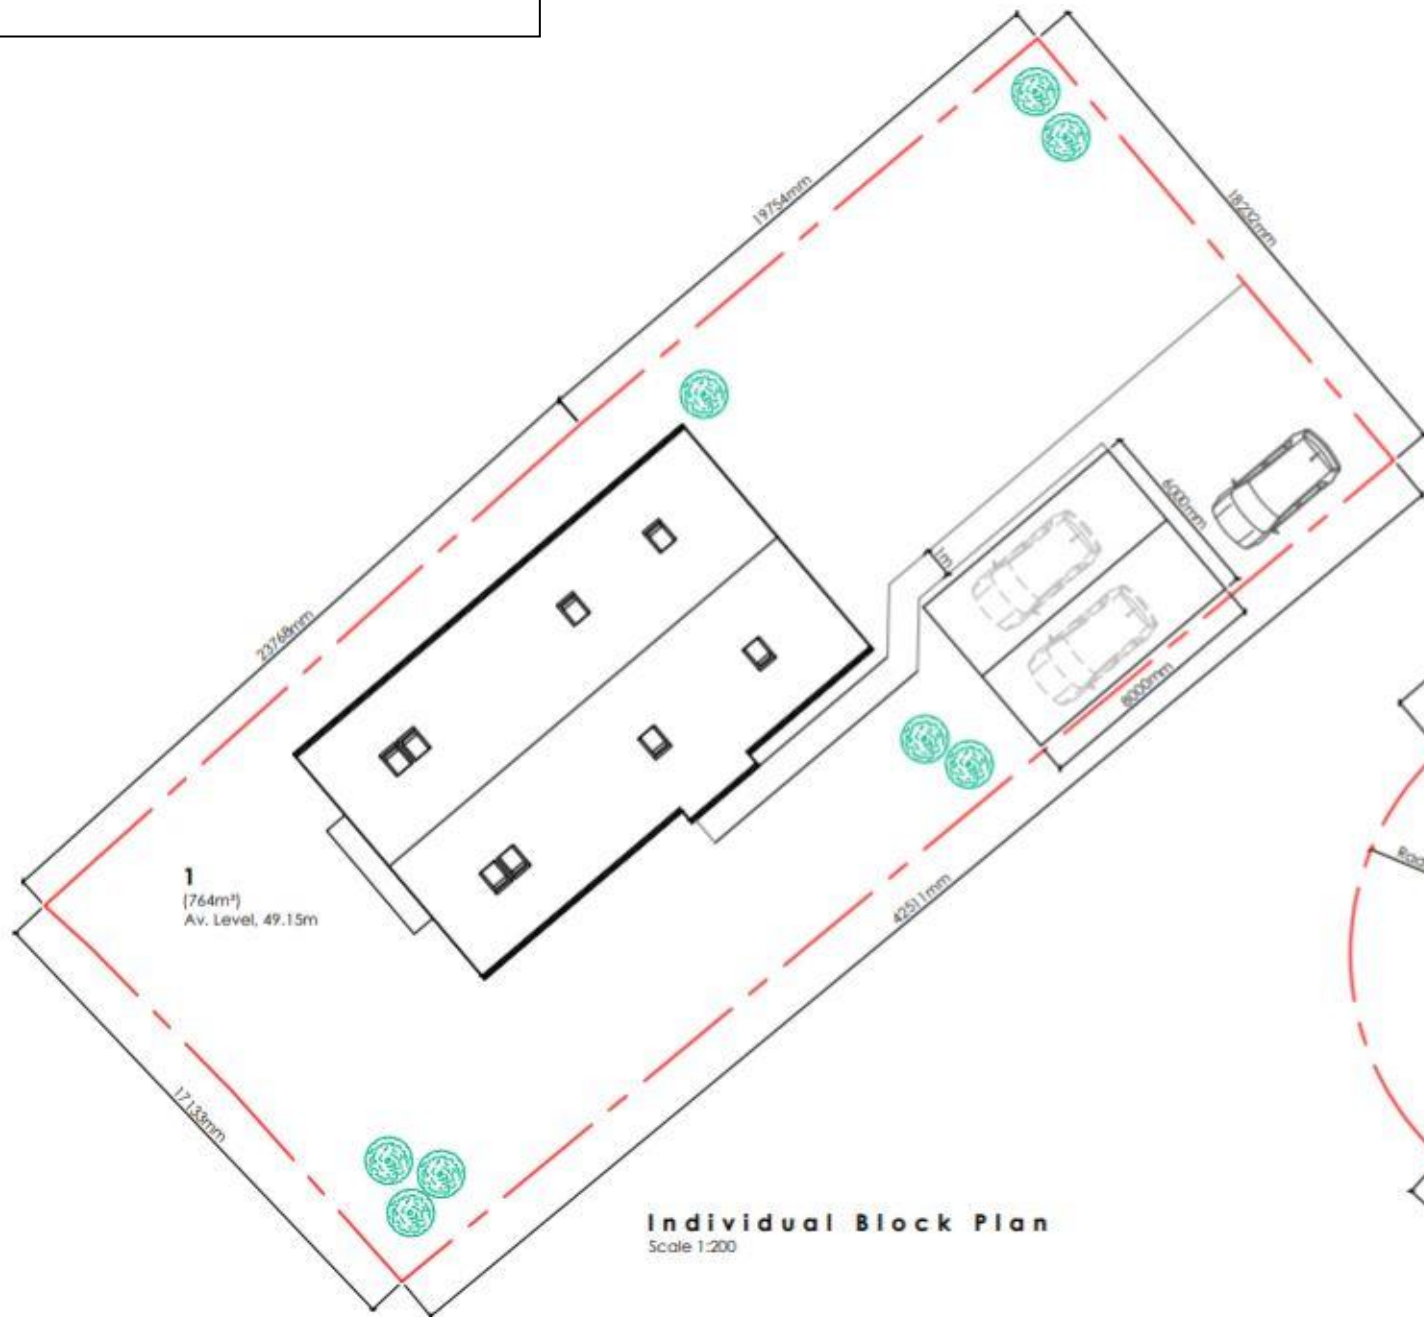 19754mm
18232mm
23768mm
6000mm
1m
8000mm
1
(764m²)
Av. Level, 49.15m
42511mm
17133mm
Individual Block Plan
Scale 1:200